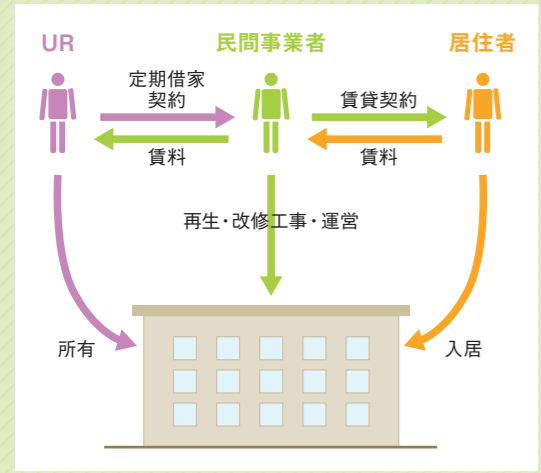 UR
民間事業者
居住者
定期借家
契約
賃貸契約
賃料
賃料
再生・改修工事・運営
所有
入居